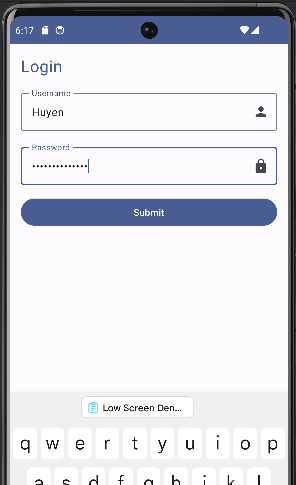 6:17
Login
Username
Huyen
Password
••••••••••••••
Submit
Low Screen Den...
q w e r t y u i o p
a s d f g h j k l